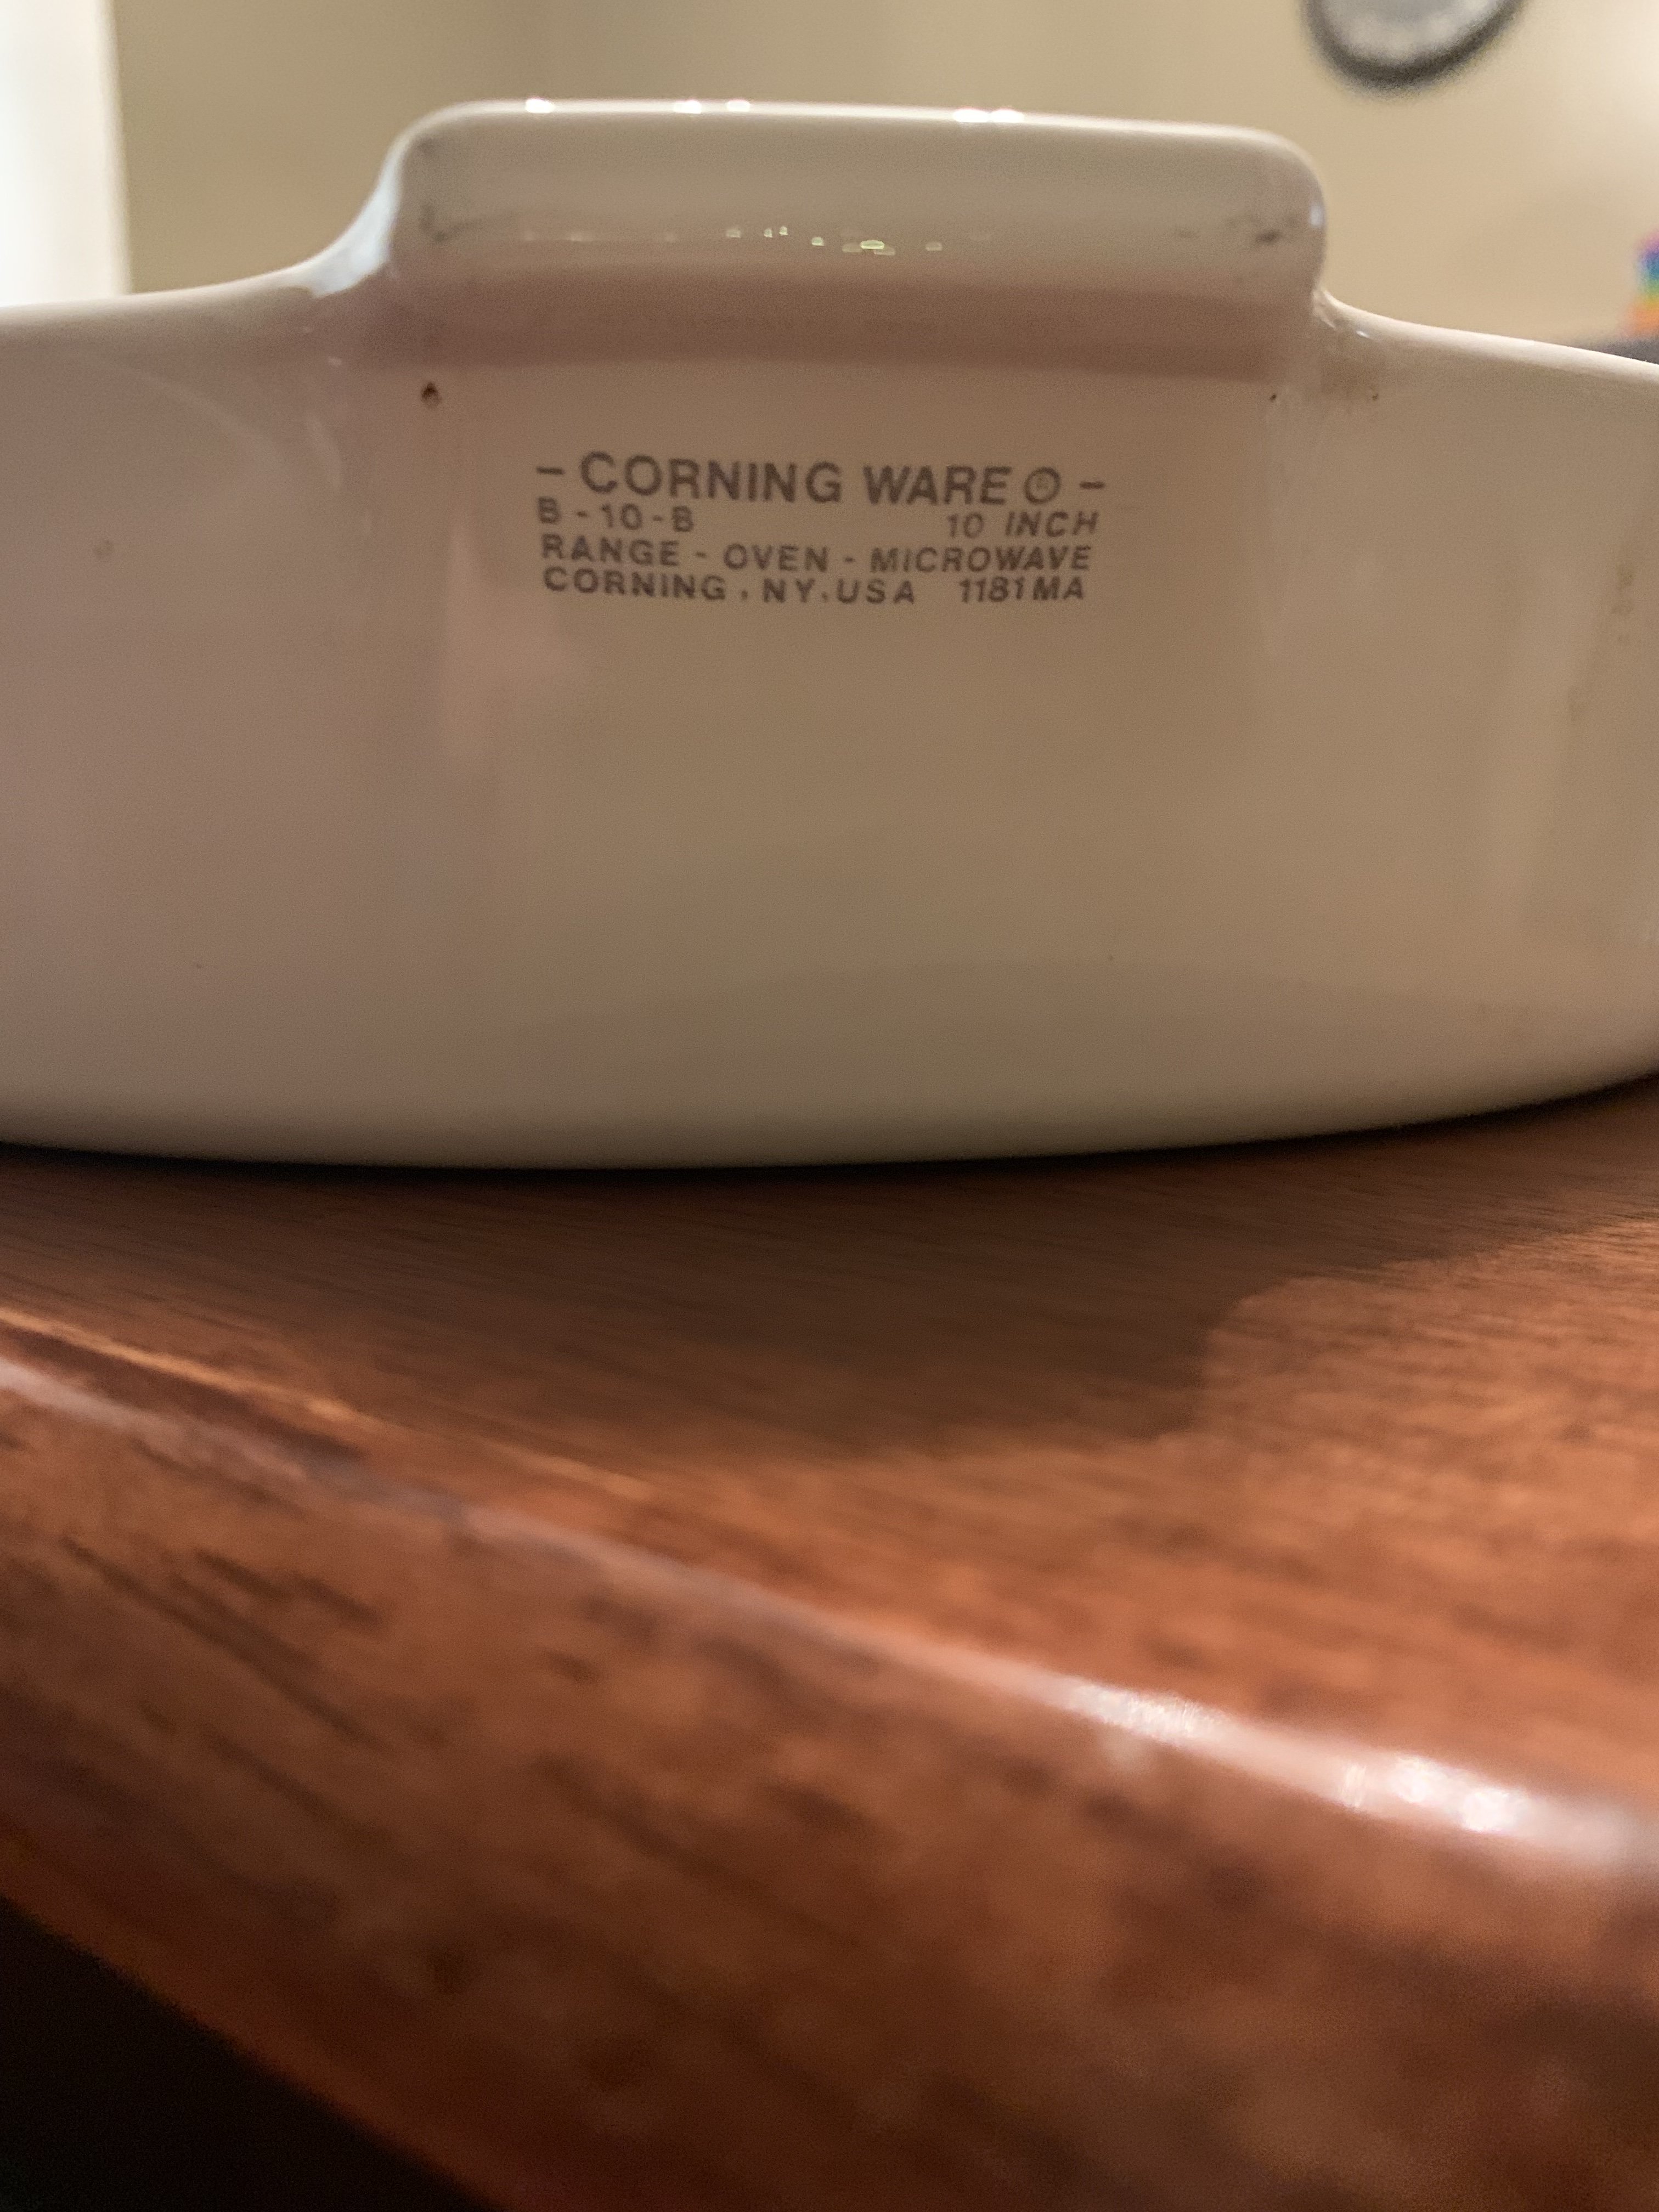 - CORNING WARE ® -
B - 10 - B 10 INCH
RANGE - OVEN - MICROWAVE
CORNING , NY. USA 1181MA